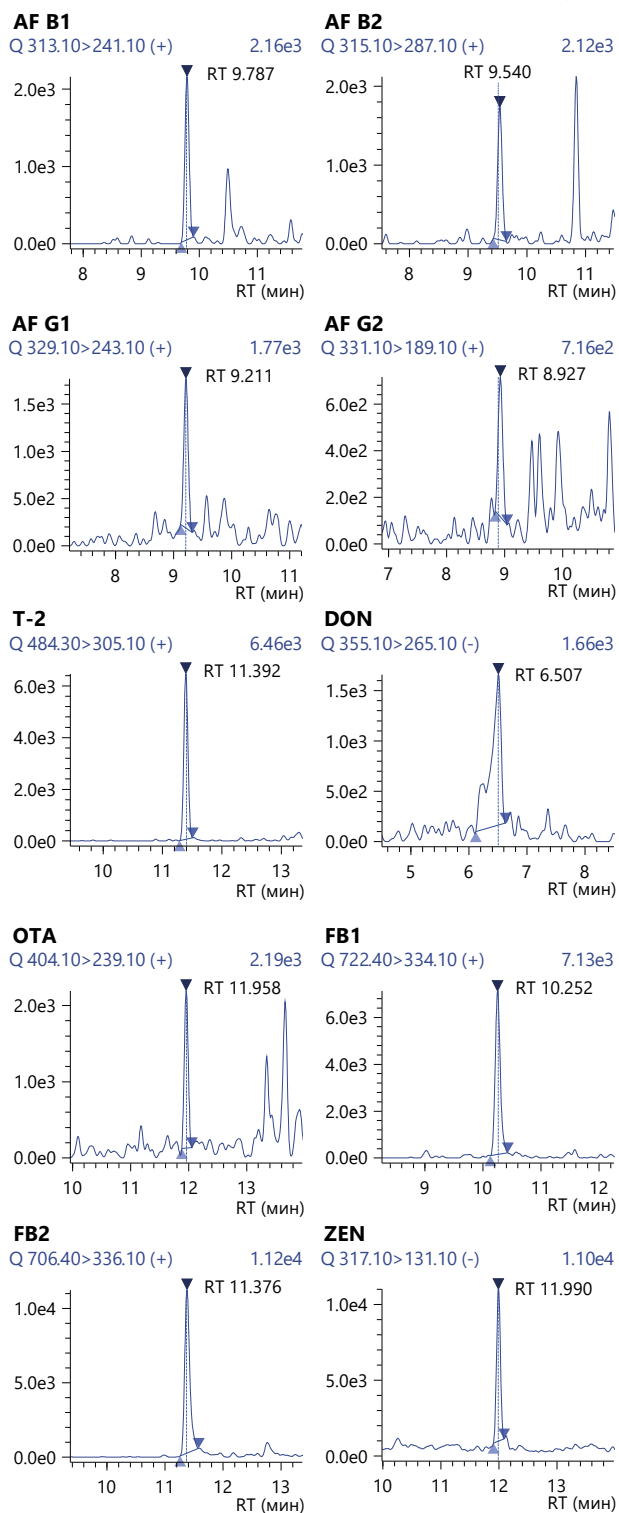 AF B1
Q 313.10>241.10 (+) 2.16e3
RT 9.787
2.0e3
1.0e3
0.0e0
8 9 10 11
RT (мин)
AF B2
Q 315.10>287.10 (+) 2.12e3
RT 9.540
2.0e3
1.0e3
0.0e0
8 9 10 11
RT (мин)
AF G1
Q 329.10>243.10 (+) 1.77e3
RT 9.211
1.5e3
1.0e3
5.0e2
0.0e0
8 9 10 11
RT (мин)
AF G2
Q 331.10>189.10 (+) 7.16e2
RT 8.927
6.0e2
4.0e2
2.0e2
0.0e0
7 8 9 10
RT (мин)
T-2
Q 484.30>305.10 (+) 6.46e3
RT 11.392
6.0e3
4.0e3
2.0e3
0.0e0
10 11 12 13
RT (мин)
DON
Q 355.10>265.10 (-) 1.66e3
RT 6.507
1.5e3
1.0e3
5.0e2
0.0e0
5 6 7 8
RT (мин)
OTA
Q 404.10>239.10 (+) 2.19e3
RT 11.958
2.0e3
1.0e3
0.0e0
10 11 12 13
RT (мин)
FB1
Q 722.40>334.10 (+) 7.13e3
RT 10.252
6.0e3
4.0e3
2.0e3
0.0e0
9 10 11 12
RT (мин)
FB2
Q 706.40>336.10 (+) 1.12e4
RT 11.376
1.0e4
5.0e3
0.0e0
10 11 12 13
RT (мин)
ZEN
Q 317.10>131.10 (-) 1.10e4
RT 11.990
1.0e4
5.0e3
0.0e0
10 11 12 13
RT (мин)